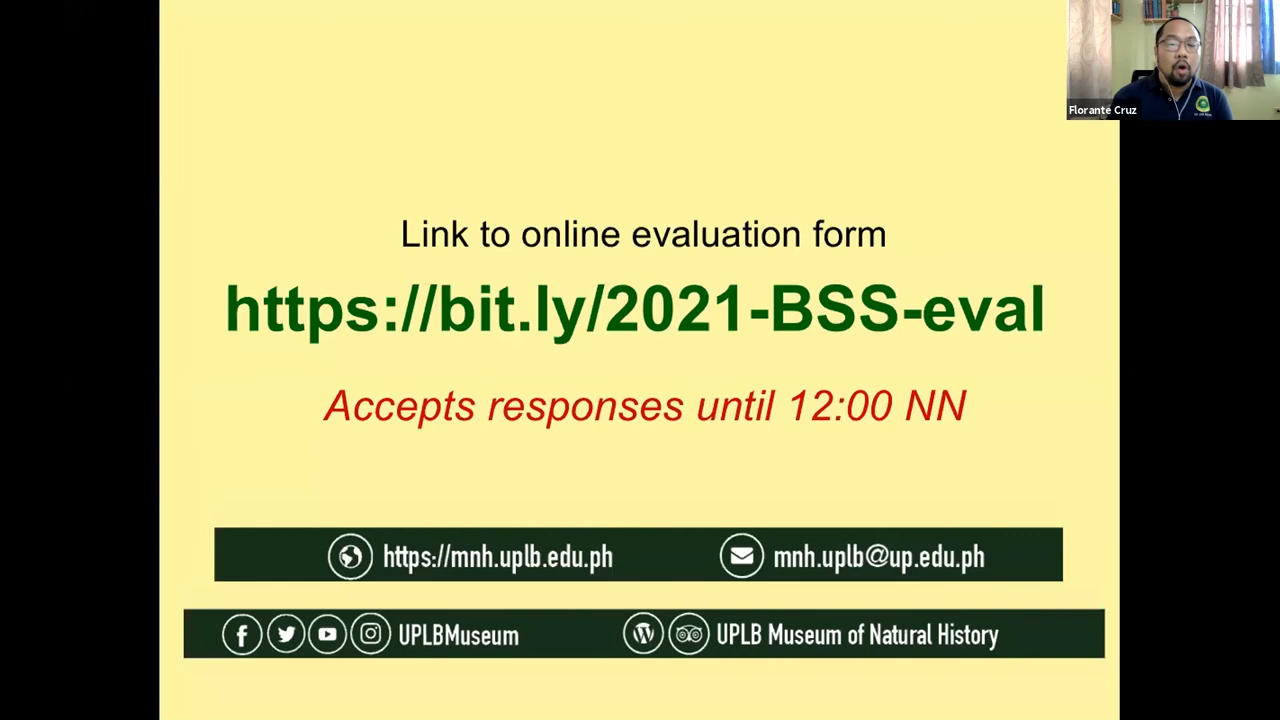 Florante Cruz
Link to online evaluation form
https://bit.ly/2021-BSS-eval
Accepts responses until 12:00 NN
https://mnh.uplb.edu.ph
mnh.uplb@up.edu.ph
UPLBMuseum
UPLB Museum of Natural History